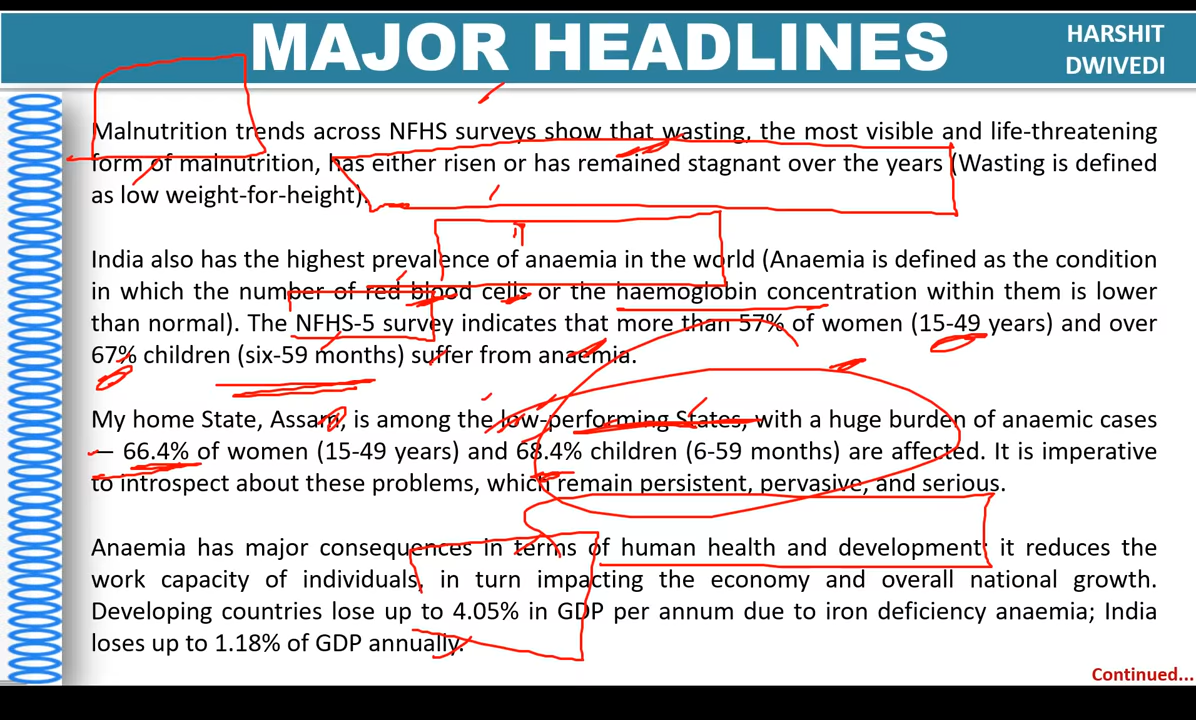 MAJOR HEADLINES
HARSHIT
DWIVEDI
Malnutrition trends across NFHS surveys show that wasting, the most visible and life-threatening
form of malnutrition, has either risen or has remained stagnant over the years (Wasting is defined
as low weight-for-height).
India also has the highest prevalence of anaemia in the world (Anaemia is defined as the condition
in which the number of red blood cells or the haemoglobin concentration within them is lower
than normal). The NFHS-5 survey indicates that more than 57% of women (15-49 years) and over
67% children (six-59 months) suffer from anaemia.
My home State, Assam, is among the low-performing States, with a huge burden of anaemic cases
— 66.4% of women (15-49 years) and 68.4% children (6-59 months) are affected. It is imperative
to introspect about these problems, which remain persistent, pervasive, and serious.
Anaemia has major consequences in terms of human health and development; it reduces the
work capacity of individuals, in turn impacting the economy and overall national growth.
Developing countries lose up to 4.05% in GDP per annum due to iron deficiency anaemia; India
loses up to 1.18% of GDP annually.
Continued...